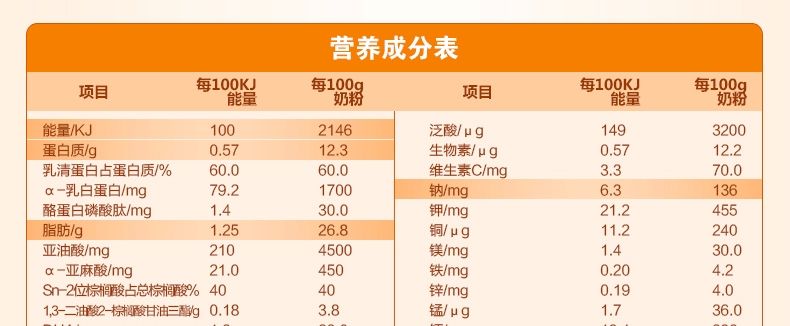 营养成分表
项目 每100KJ能量 每100g奶粉 项目 每100KJ能量 每100g奶粉
能量/KJ 100 2146 泛酸/μg 149 3200
蛋白质/g 0.57 12.3 生物素/μg 0.57 12.2
乳清蛋白占蛋白质/% 60.0 60.0 维生素C/mg 3.3 70.0
α-乳白蛋白/mg 79.2 1700 钠/mg 6.3 136
酪蛋白磷酸肽/mg 1.4 30.0 钾/mg 21.2 455
脂肪/g 1.25 26.8 铜/μg 11.2 240
亚油酸/mg 210 4500 镁/mg 1.4 30.0
α-亚麻酸/mg 21.0 450 铁/mg 0.20 4.2
Sn-2位棕榈酸占总棕榈酸% 40 40 锌/mg 0.19 4.0
1,3-二油酸2-棕榈酸甘油三酯/g 0.18 3.8 锰/μg 1.7 36.0